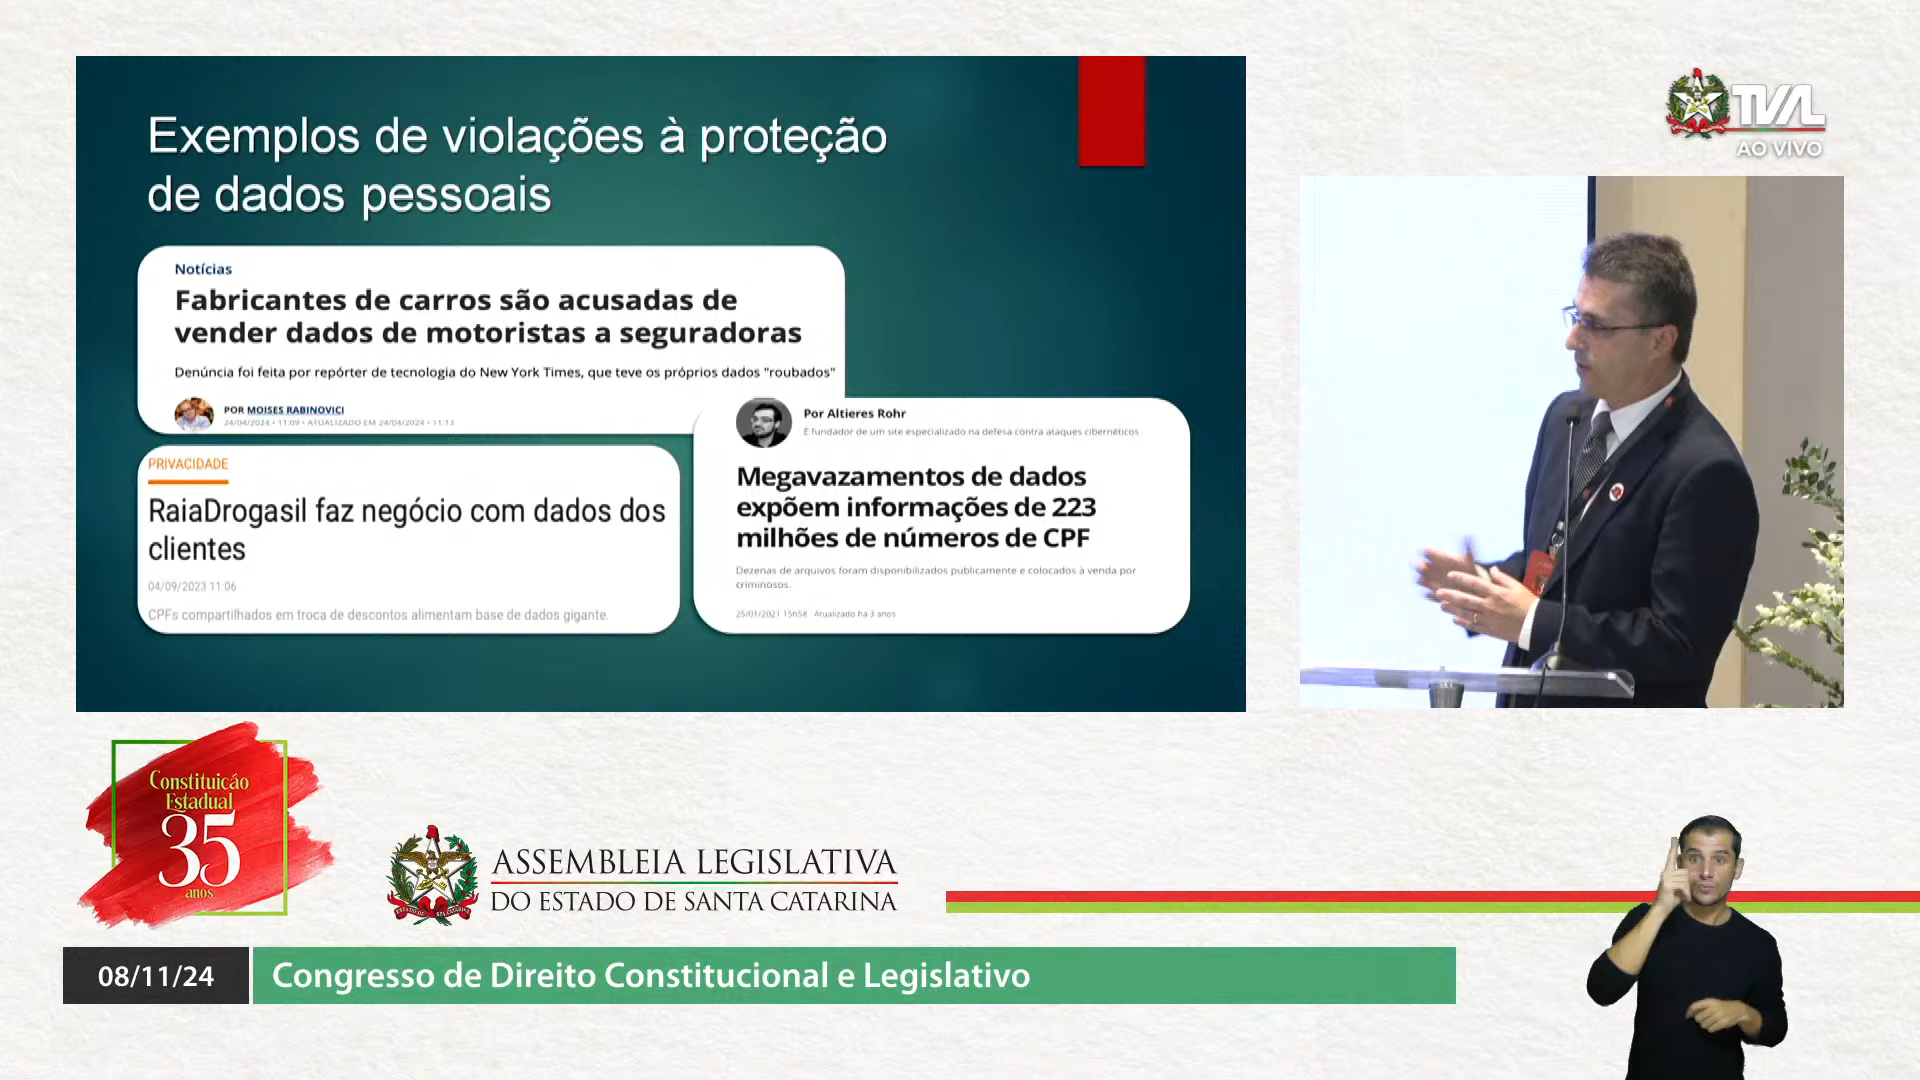 Exemplos de violações à proteção
de dados pessoais
Notícias
Fabricantes de carros são acusadas de
vender dados de motoristas a seguradoras
Denúncia foi feita por repórter de tecnologia do New York Times, que teve os próprios dados "roubados"
POR MOISES RABINOVICI
24/04/2024 • 11:09 • ATUALIZADO EM 24/04/2024 • 11:13
PRIVACIDADE
RaiaDrogasil faz negócio com dados dos
clientes
04/09/2023 11:06
CPFs compartilhados em troca de descontos alimentam base de dados gigante.
Por Altieres Rohr
É fundador de um site especializado na defesa contra ataques cibernéticos
Megavazamentos de dados
expõem informações de 223
milhões de números de CPF
Dezenas de arquivos foram disponibilizados publicamente e colocados à venda por
criminosos.
25/01/2021 15h58 · Atualizado há 3 anos
TVAL
AO VIVO
Constituição
Estadual
35
anos
ASSEMBLEIA LEGISLATIVA
DO ESTADO DE SANTA CATARINA
08/11/24
Congresso de Direito Constitucional e Legislativo